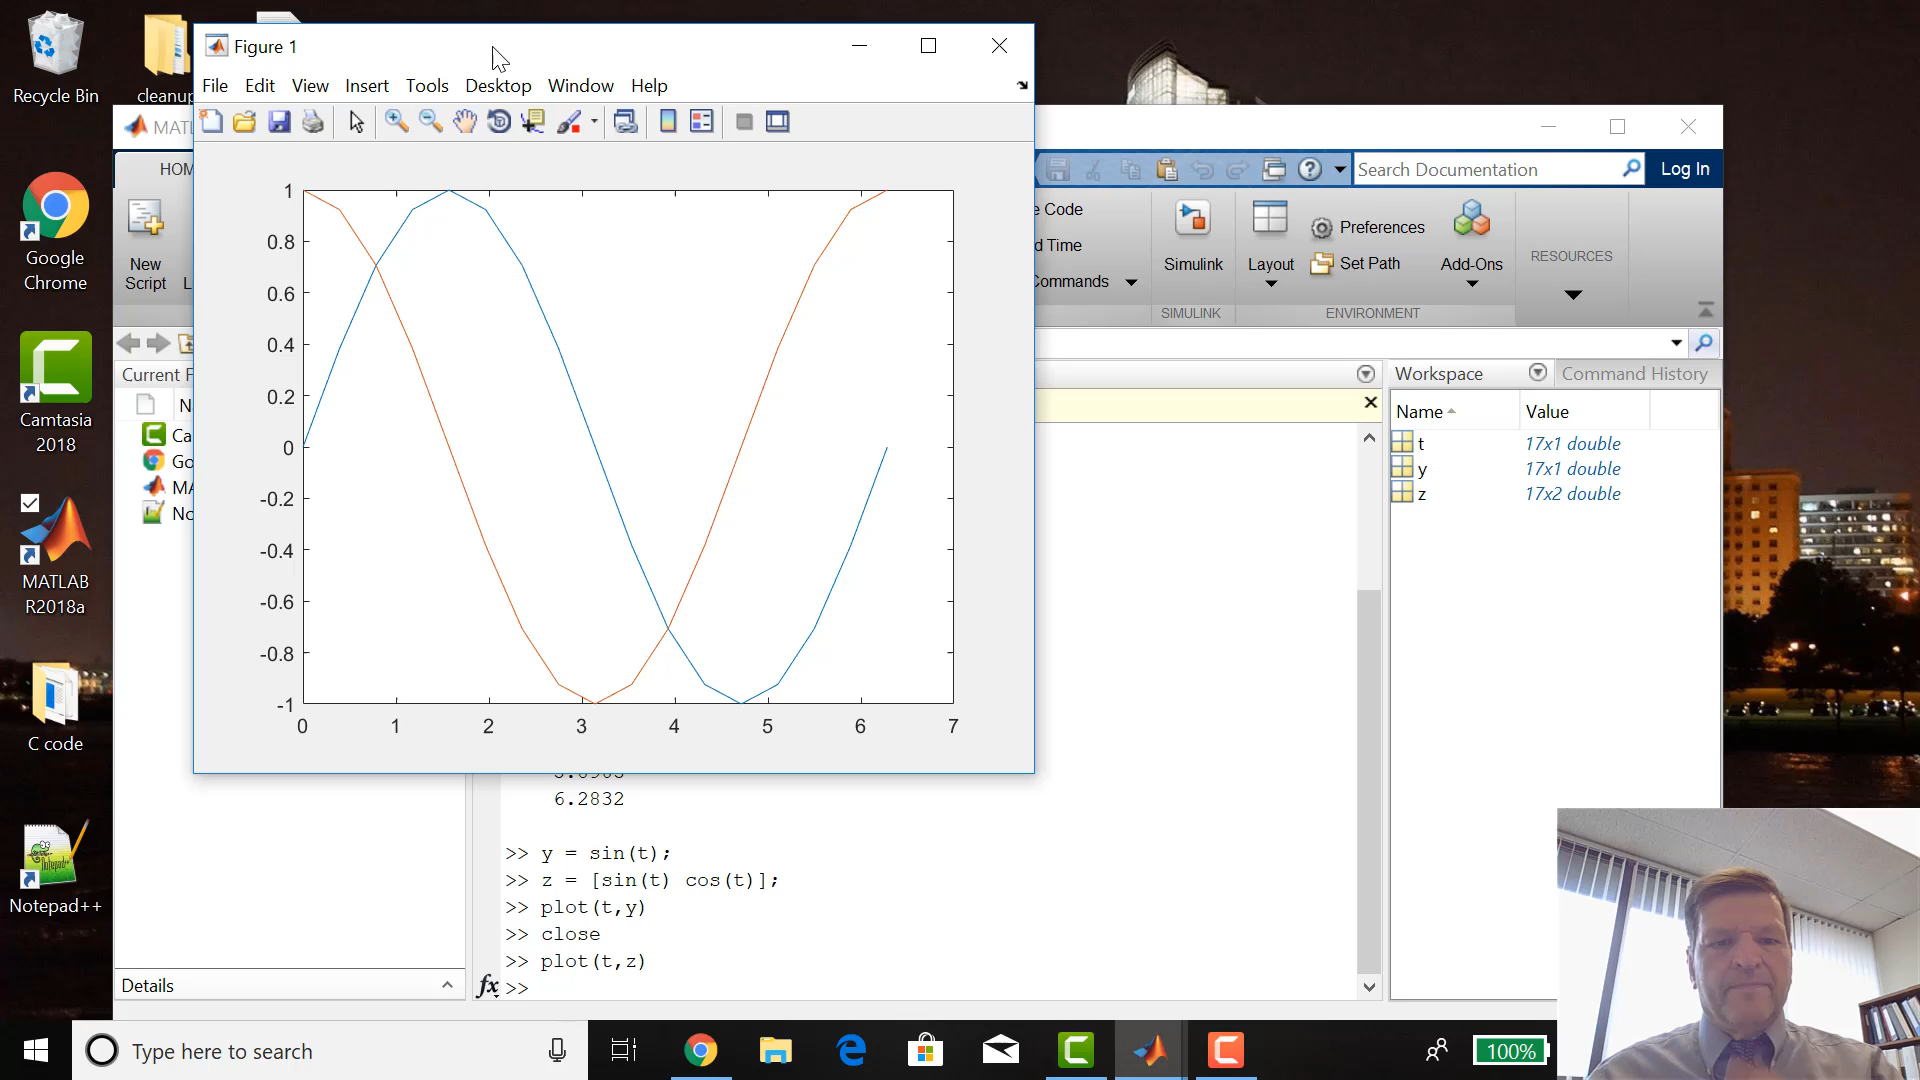 Recycle Bin
cleanup
Google
Chrome
Camtasia
2018
MATLAB
R2018a
C code
Notepad++
Figure 1
File Edit View Insert Tools Desktop Window Help
1
0.8
0.6
0.4
0.2
0
-0.2
-0.4
-0.6
-0.8
-1
0 1 2 3 4 5 6 7
MATL
HOM
New
Script
L
Search Documentation
Log In
e Code
d Time
Commands
Simulink
SIMULINK
Layout
Preferences
Set Path
Add-Ons
ENVIRONMENT
RESOURCES
Current F
N
Ca
Go
MA
No
Details
Workspace
Command History
Name Value
t 17x1 double
y 17x1 double
z 17x2 double
6.2832
>> y = sin(t);
>> z = [sin(t) cos(t)];
>> plot(t,y)
>> close
>> plot(t,z)
fx >>
Type here to search
100%